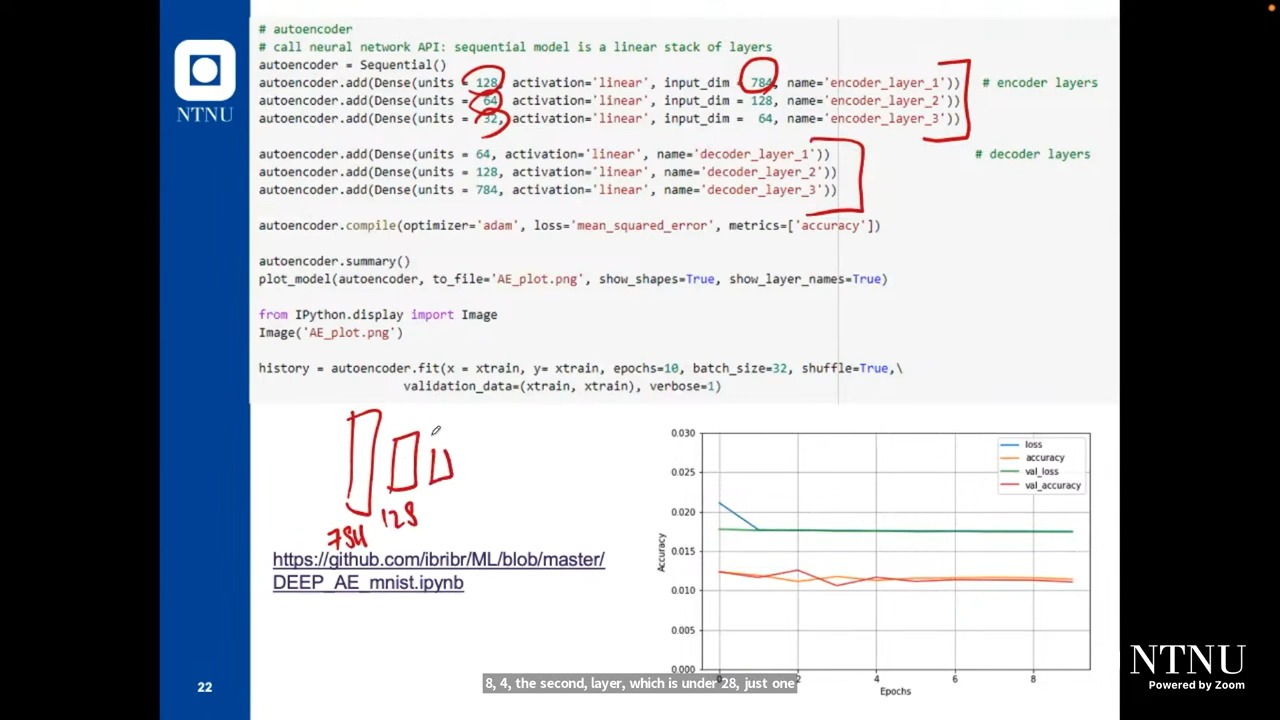 # autoencoder
# call neural network API: sequential model is a linear stack of layers
autoencoder = Sequential()
autoencoder.add(Dense(units = 128, activation='linear', input_dim = 784, name='encoder_layer_1')) # encoder layers
autoencoder.add(Dense(units = 64, activation='linear', input_dim = 128, name='encoder_layer_2'))
autoencoder.add(Dense(units = 32, activation='linear', input_dim = 64, name='encoder_layer_3'))
autoencoder.add(Dense(units = 64, activation='linear', name='decoder_layer_1')) # decoder layers
autoencoder.add(Dense(units = 128, activation='linear', name='decoder_layer_2'))
autoencoder.add(Dense(units = 784, activation='linear', name='decoder_layer_3'))
autoencoder.compile(optimizer='adam', loss='mean_squared_error', metrics=['accuracy'])
autoencoder.summary()
plot_model(autoencoder, to_file='AE_plot.png', show_shapes=True, show_layer_names=True)
from IPython.display import Image
Image('AE_plot.png')
history = autoencoder.fit(x = xtrain, y= xtrain, epochs=10, batch_size=32, shuffle=True,\
validation_data=(xtrain, xtrain), verbose=1)
NTNU
784
128
https://github.com/ibribr/ML/blob/master/
DEEP_AE_mnist.ipynb
0.030
0.025
0.020
0.015
0.010
0.005
0.000
Accuracy
loss
accuracy
val_loss
val_accuracy
0 2 4 6 8
Epochs
22
8, 4, the second, layer, which is under 28, just one
NTNU
Powered by Zoom